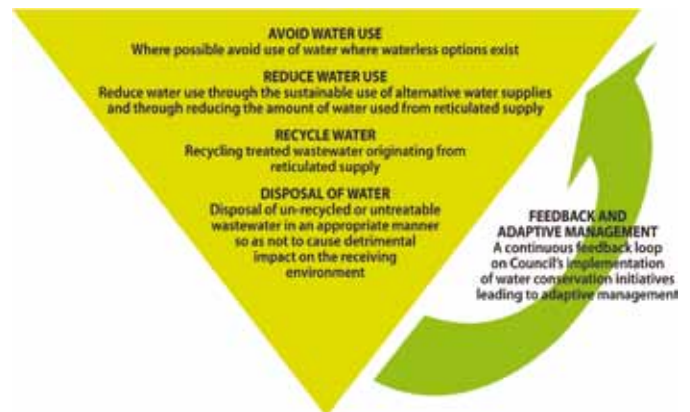 AVOID WATER USE
Where possible avoid use of water where waterless options exist
REDUCE WATER USE
Reduce water use through the sustainable use of alternative water supplies
and through reducing the amount of water used from reticulated supply
RECYCLE WATER
Recycling treated wastewater originating from
reticulated supply
DISPOSAL OF WATER
Disposal of un-recycled or untreatable
wastewater in an appropriate manner
so as not to cause detrimental
impact on the receiving
environment
FEEDBACK AND
ADAPTIVE MANAGEMENT
A continuous feedback loop
on Council's implementation
of water conservation initiatives
leading to adaptive management